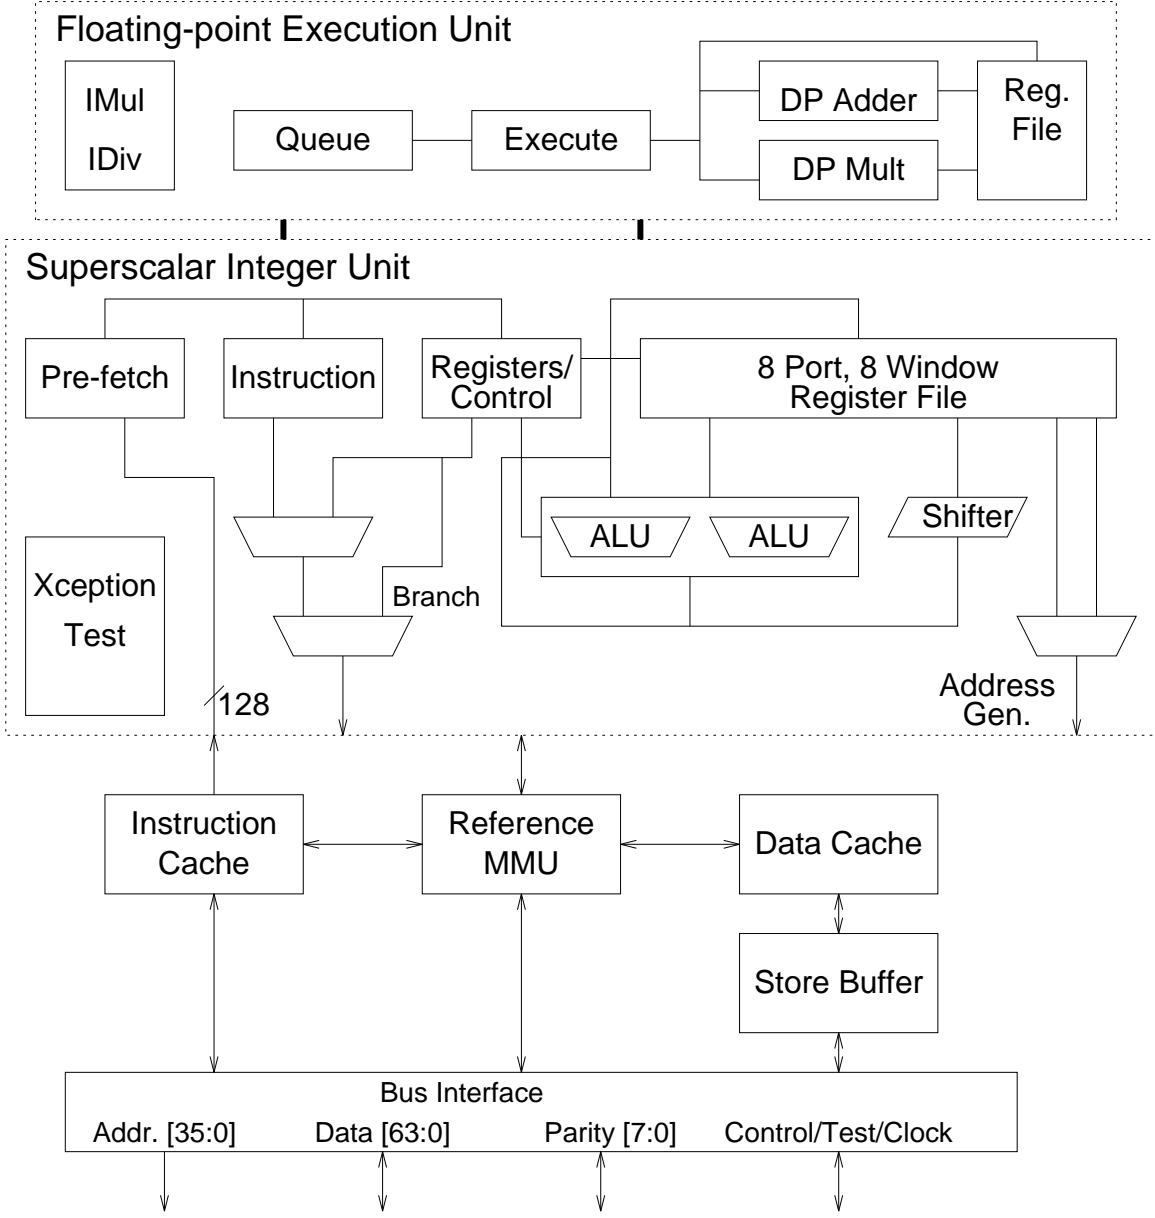 Floating-point Execution Unit
IMul
IDiv
Queue
Execute
DP Adder
DP Mult
Reg.
File
Superscalar Integer Unit
Pre-fetch
Instruction
Registers/
Control
8 Port, 8 Window
Register File
ALU
ALU
Shifter
Xception
Test
Branch
128
Address
Gen.
Instruction
Cache
Reference
MMU
Data Cache
Store Buffer
Bus Interface
Addr. [35:0]
Data [63:0]
Parity [7:0]
Control/Test/Clock